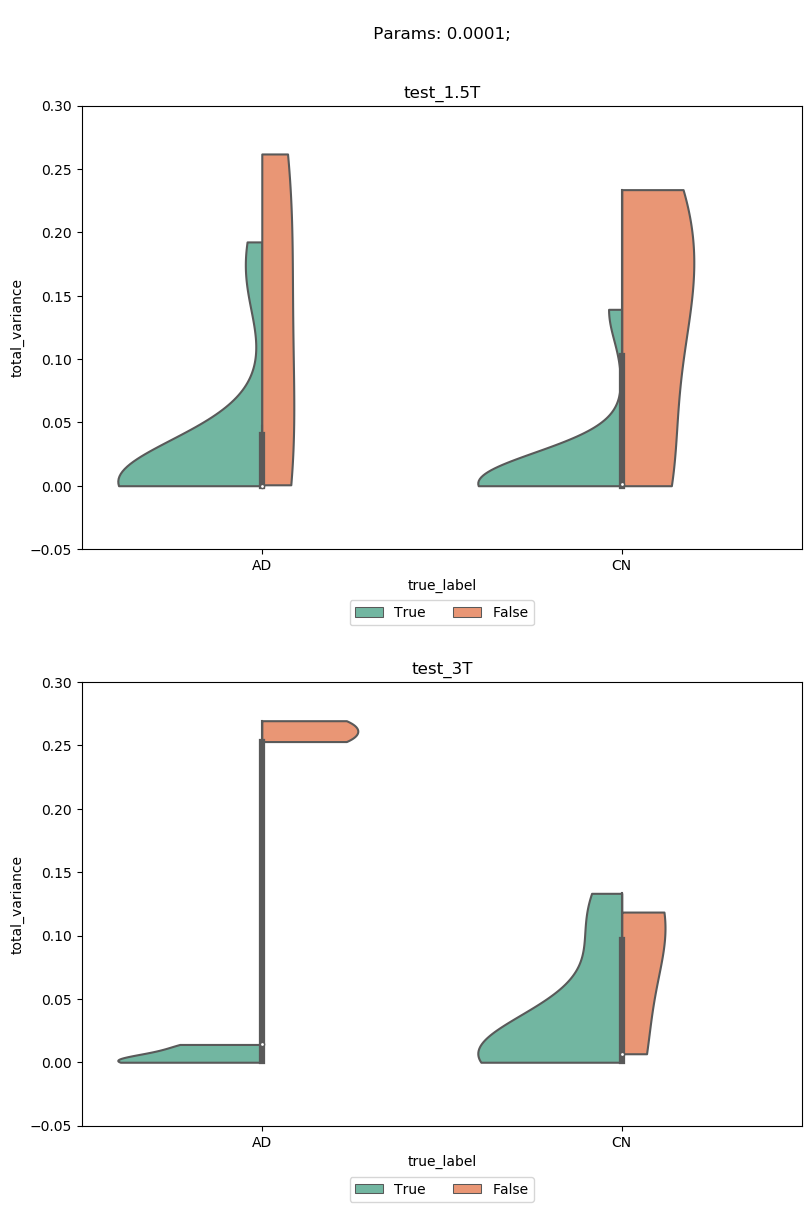 Params: 0.0001;
test_1.5T
0.30
0.25
0.20
0.15
0.10
0.05
0.00
−0.05
total_variance
AD CN
true_label
True False
test_3T
0.30
0.25
0.20
0.15
0.10
0.05
0.00
−0.05
total_variance
AD CN
true_label
True False